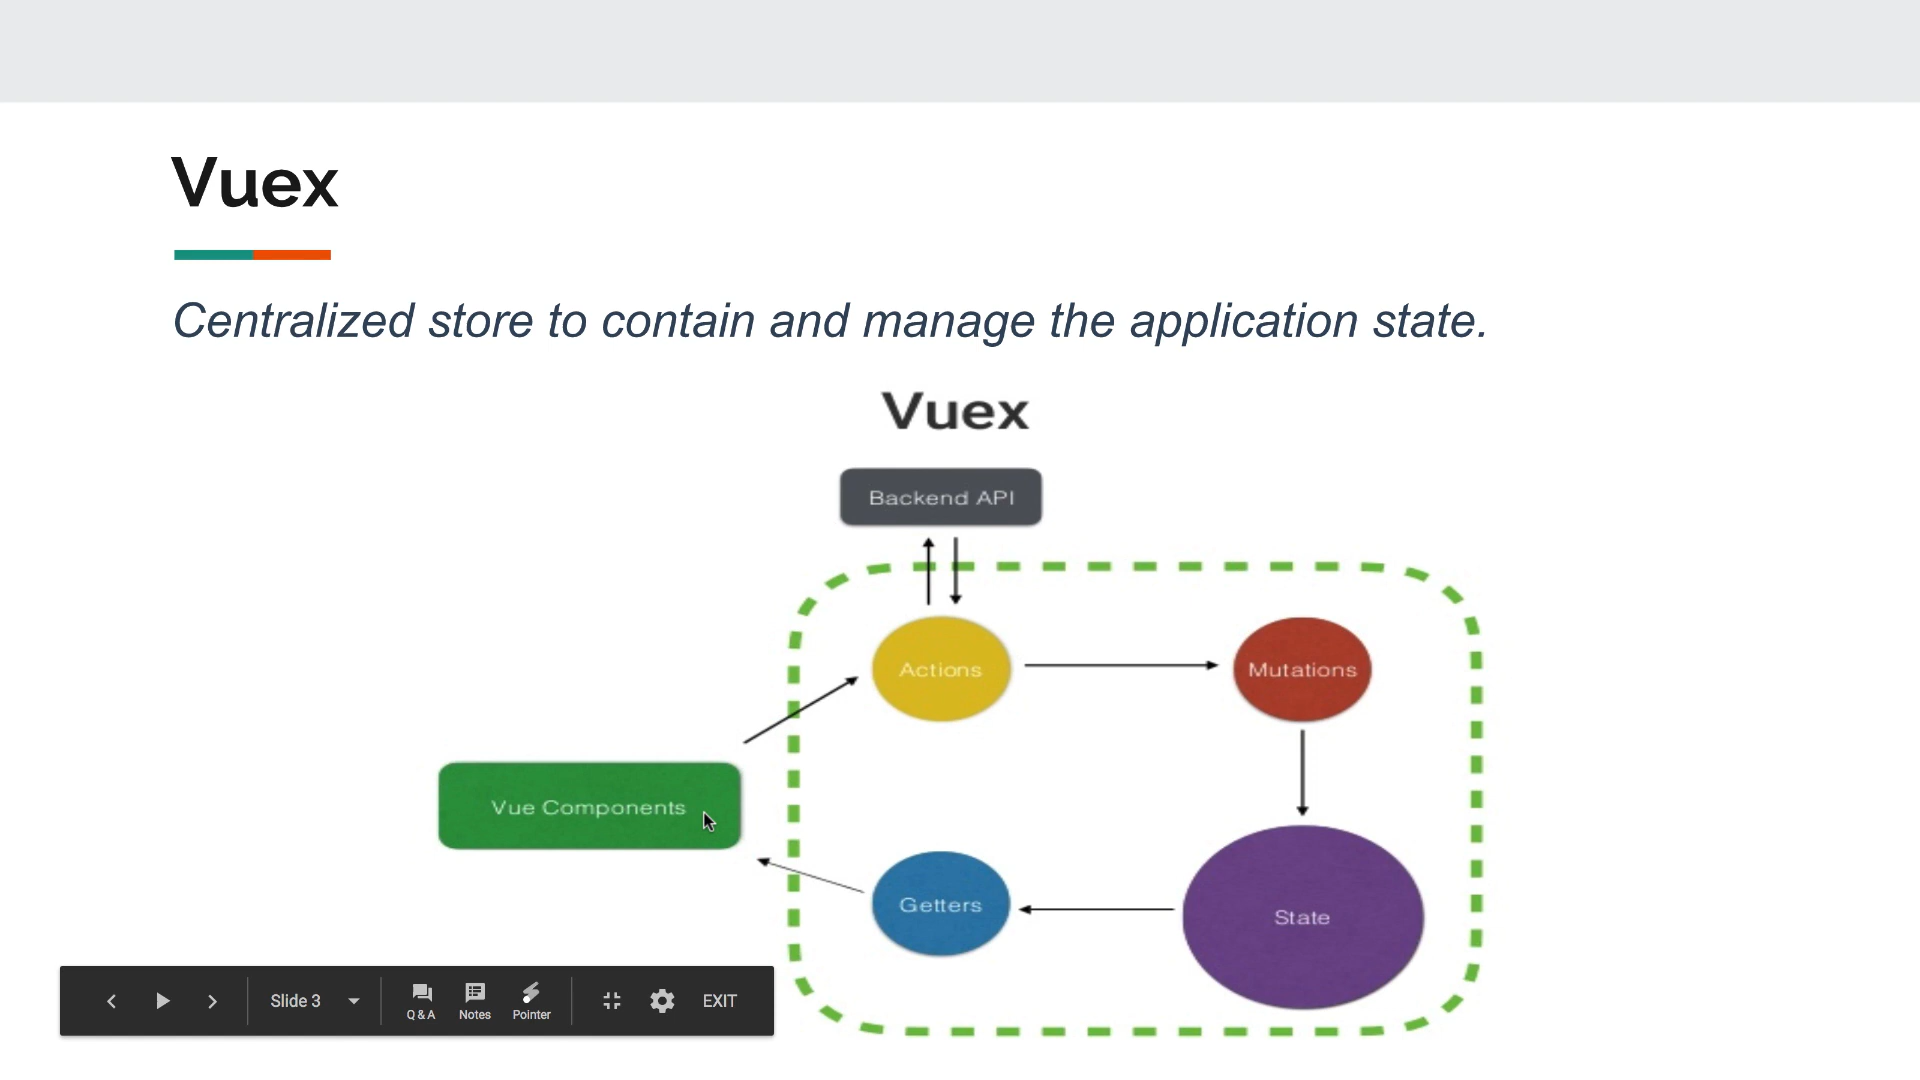 Vuex
Centralized store to contain and manage the application state.
Vuex
Backend API
Actions
Mutations
Vue Components
Getters
State
Slide 3
Q & A
Notes
Pointer
EXIT